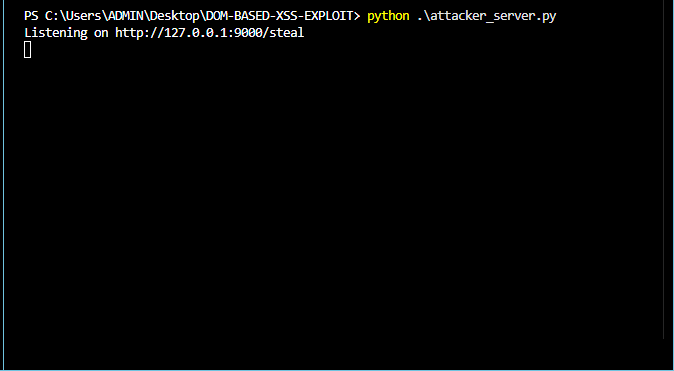 PS C:\Users\ADMIN\Desktop\DOM-BASED-XSS-EXPLOIT> python .\attacker_server.py
Listening on http://127.0.0.1:9000/steal